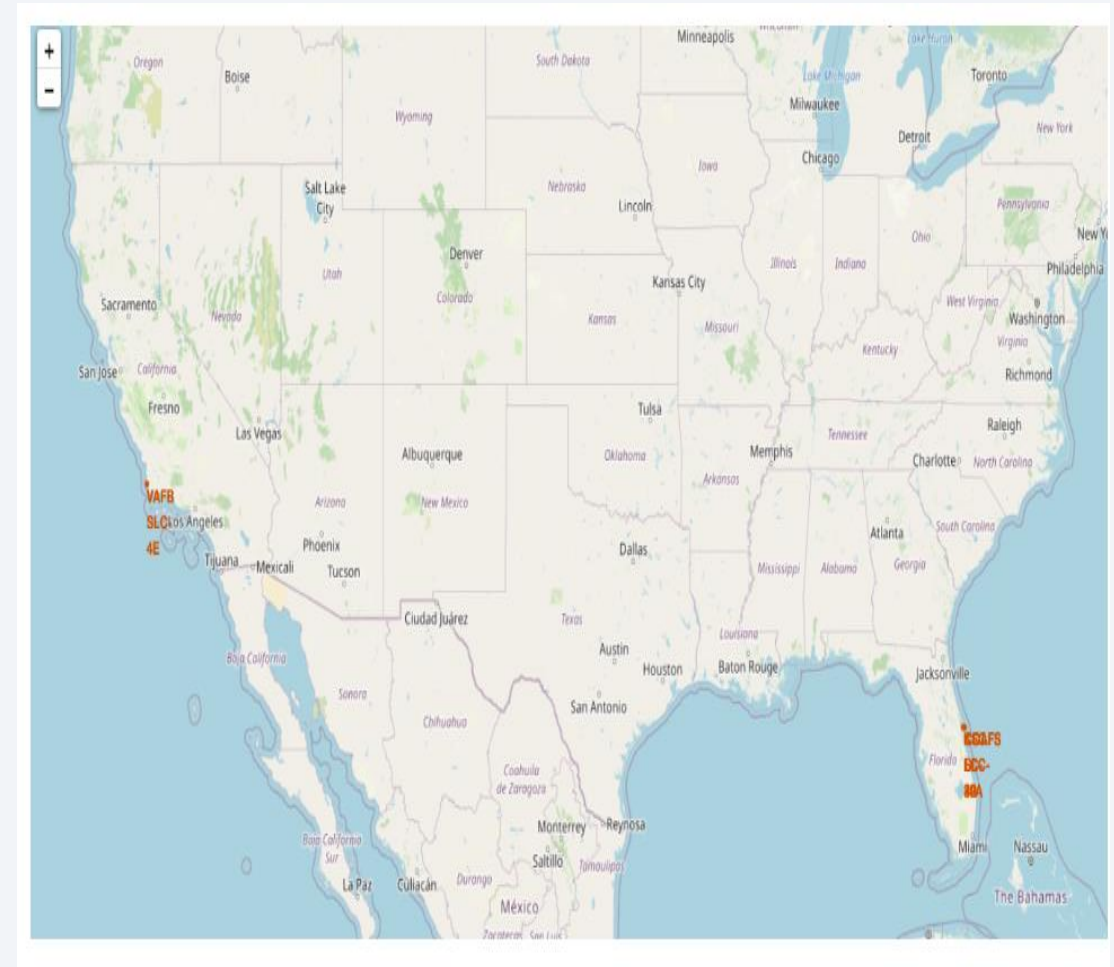 +
-
Oregon
Boise
South Dakota
Minneapolis
Lake Huron
Toronto
Wyoming
Lake Michigan
Milwaukee
Detroit
New York
Iowa
Chicago
Salt Lake
City
Nebraska
Lincoln
Pennsylvania
Ohio
Denver
Philadelphia
Utah
Illinois
Indiana
Kansas City
Colorado
Sacramento
Nevada
West Virginia
Washington
Kansas
Missouri
Virginia
Kentucky
San Jose
California
Richmond
Fresno
Tulsa
Las Vegas
Raleigh
Tennessee
Albuquerque
Oklahoma
Memphis
Charlotte
North Carolina
Arkansas
VAFB
Arizona
New Mexico
Los Angeles
4E
South Carolina
Atlanta
Phoenix
Dallas
Tijuana
Mexicali
Tucson
Mississippi
Alabama
Georgia
Ciudad Juárez
Texas
Louisiana
Austin
Baja California
Houston
Baton Rouge
Jacksonville
Sonora
San Antonio
Chihuahua
Florida
Coahuila
de Zaragoza
Monterrey
Reynosa
Baja California
Sur
Saltillo
Tamaulipas
Miami
Nassau
La Paz
Culiacán
Durango
México
The Bahamas
Zacatecas
San Luis